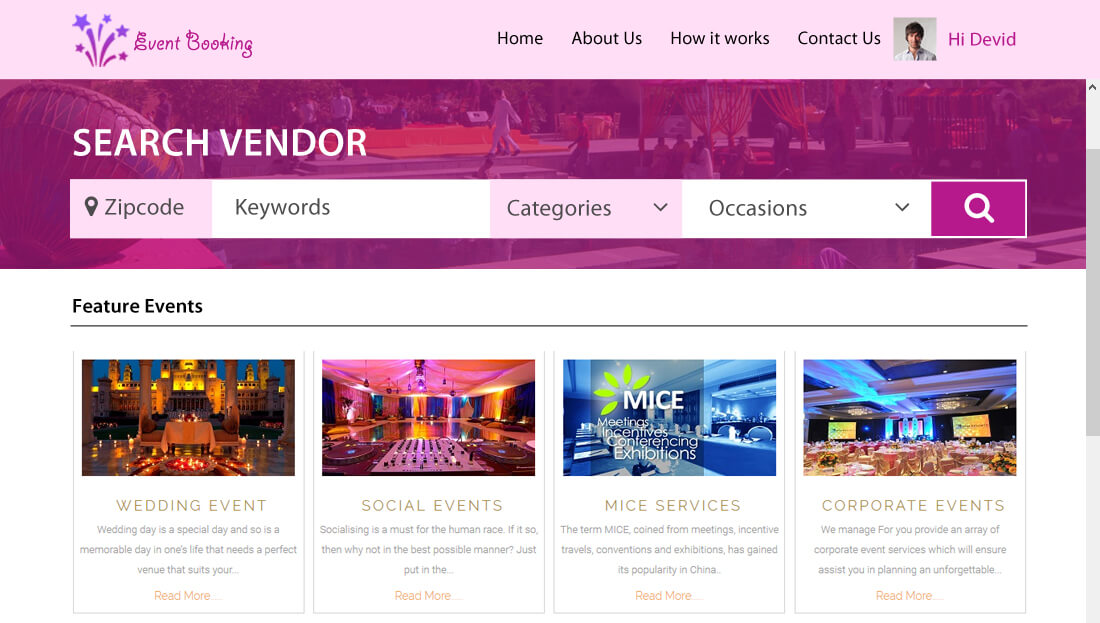 Event Booking
Home About Us How it works Contact Us Hi Devid
SEARCH VENDOR
Zipcode Keywords Categories Occasions
Feature Events
MICE
Meetings
Incentives
Conferencing
Exhibitions
WEDDING EVENT
Wedding day is a special day and so is a
memorable day in one's life that needs a perfect
venue that suits your...
Read More.....
SOCIAL EVENTS
Socialising is a must for the human race. If it so,
then why not in the best possible manner? Just
put in the...
Read More.....
MICE SERVICES
The term MICE, coined from meetings, incentive
travels, conventions and exhibitions, has gained
its popularity in China..
Read More.....
CORPORATE EVENTS
We manage For you provide an array of
corporate event services which will ensure
assist you in planning an unforgettable...
Read More.....